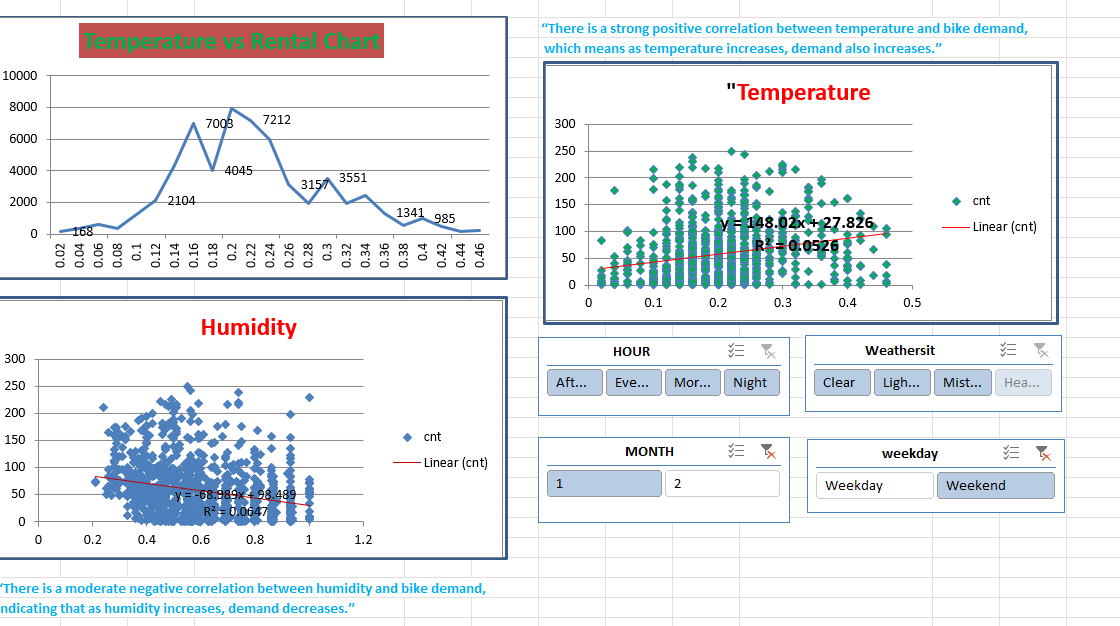 Temperature vs Rental Chart
10000
8000
6000
4000
2000
0
168
2104
7003
4045
7212
3157
3551
1341
985
0.02
0.04
0.06
0.08
0.1
0.12
0.14
0.16
0.18
0.2
0.22
0.24
0.26
0.28
0.3
0.32
0.34
0.36
0.38
0.4
0.42
0.44
0.46
“There is a strong positive correlation between temperature and bike demand,
which means as temperature increases, demand also increases.”
"Temperature
300
250
200
150
100
50
0
y = 148.02x + 27.826
R² = 0.0526
0 0.1 0.2 0.3 0.4 0.5
cnt
Linear (cnt)
Humidity
300
250
200
150
100
50
0
y = -68.989x + 98.489
R² = 0.0647
0 0.2 0.4 0.6 0.8 1 1.2
cnt
Linear (cnt)
HOUR
Aft... Eve... Mor... Night
Weathersit
Clear Ligh... Mist... Hea...
MONTH
1 2
weekday
Weekday Weekend
“There is a moderate negative correlation between humidity and bike demand,
ndicating that as humidity increases, demand decreases.”